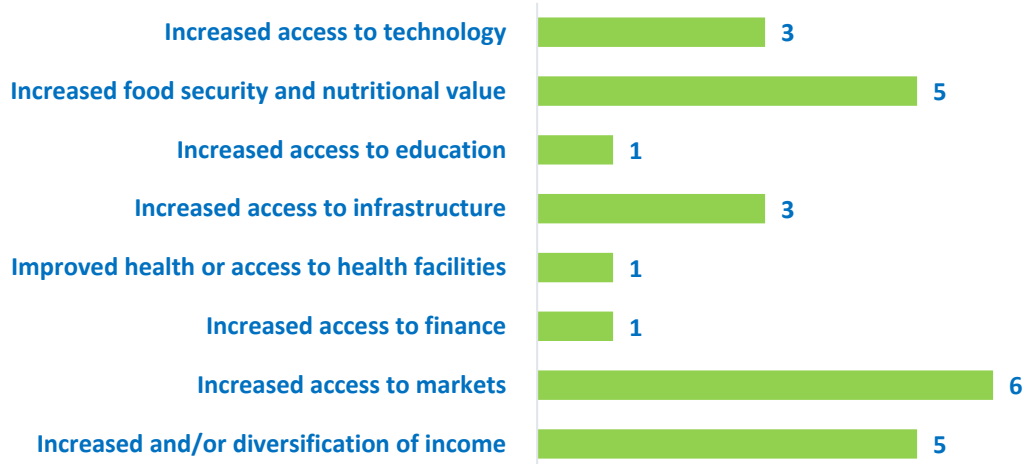 Increased access to technology 3
Increased food security and nutritional value 5
Increased access to education 1
Increased access to infrastructure 3
Improved health or access to health facilities 1
Increased access to finance 1
Increased access to markets 6
Increased and/or diversification of income 5